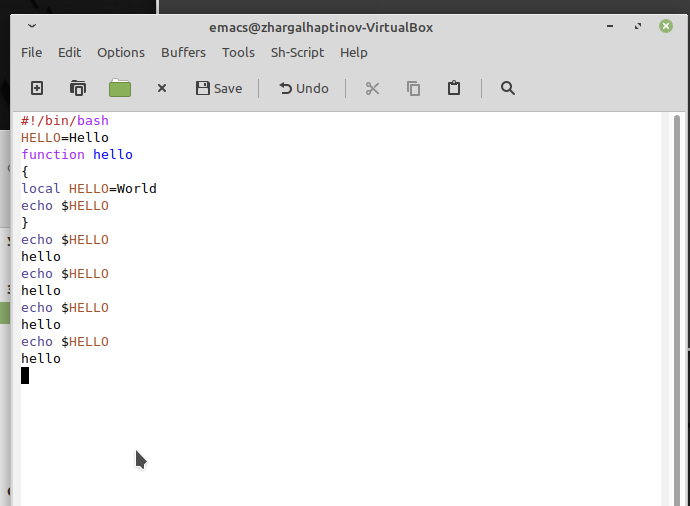 emacs@zhargalhaptinov-VirtualBox
File Edit Options Buffers Tools Sh-Script Help
Save Undo
#!/bin/bash
HELLO=Hello
function hello
{
local HELLO=World
echo $HELLO
}
echo $HELLO
hello
echo $HELLO
hello
echo $HELLO
hello
echo $HELLO
hello